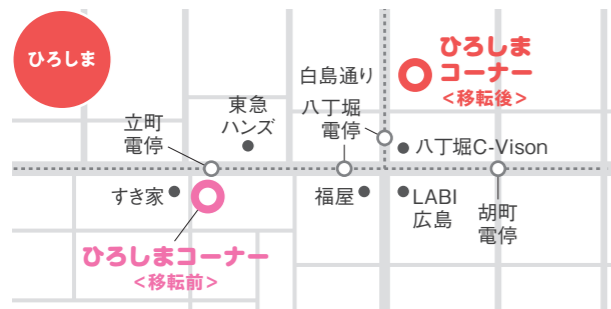 ひろしま
ひろしま
コーナー
<移転後>
白島通り
東急
ハンズ
八丁堀
電停
立町
電停
八丁堀C-Vison
すき家
福屋
LABI
広島
胡町
電停
ひろしまコーナー
<移転前>